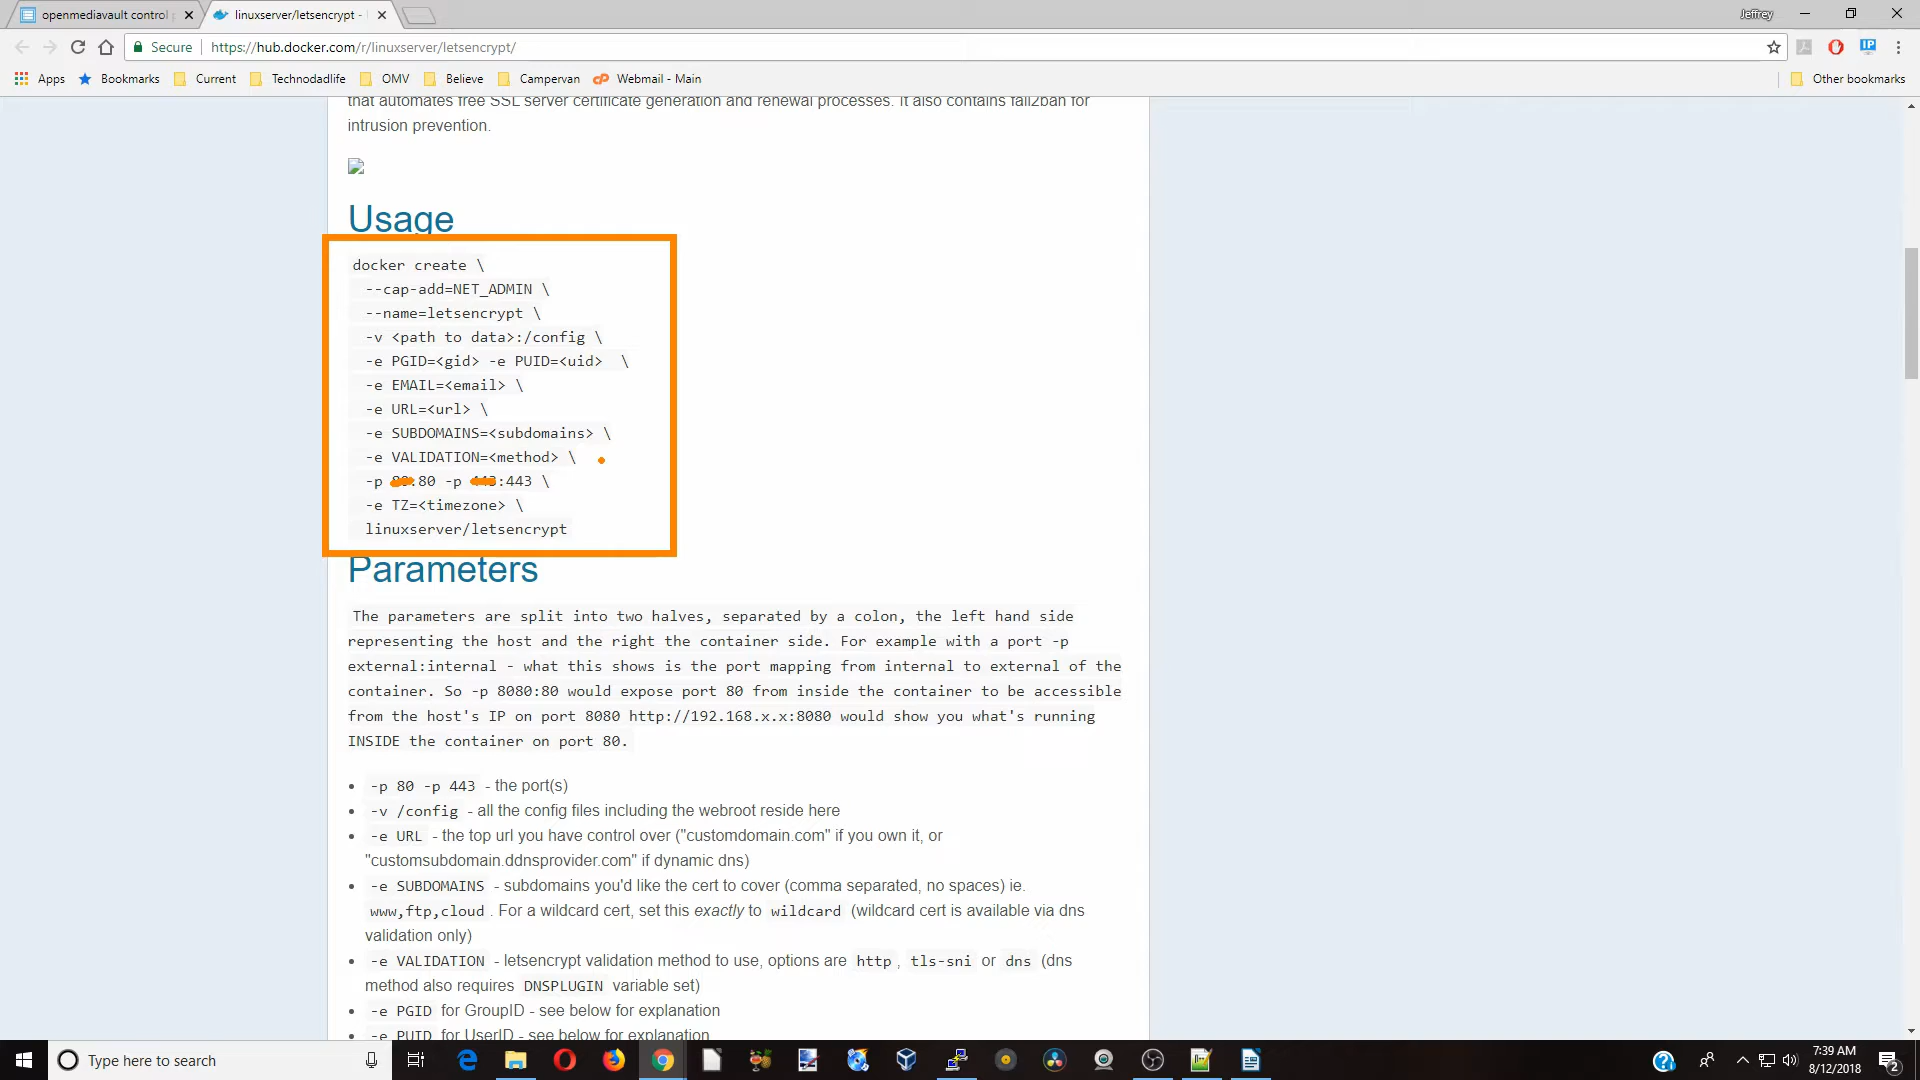 openmediavault control p
linuxserver/letsencrypt -
Jeffrey
Secure
https://hub.docker.com/r/linuxserver/letsencrypt/
Apps
Bookmarks
Current
Technodadlife
OMV
Believe
Campervan
Webmail - Main
Other bookmarks
that automates free SSL server certificate generation and renewal processes. It also contains fail2ban for
intrusion prevention.
Usage
docker create \
--cap-add=NET_ADMIN \
--name=letsencrypt \
-v <path to data>:/config \
-e PGID=<gid> -e PUID=<uid>  \
-e EMAIL=<email> \
-e URL=<url> \
-e SUBDOMAINS=<subdomains> \
-e VALIDATION=<method> \
-p 80:80 -p 443:443 \
-e TZ=<timezone> \
linuxserver/letsencrypt
Parameters
The parameters are split into two halves, separated by a colon, the left hand side
representing the host and the right the container side. For example with a port -p
external:internal - what this shows is the port mapping from internal to external of the
container. So -p 8080:80 would expose port 80 from inside the container to be accessible
from the host's IP on port 8080 http://192.168.x.x:8080 would show you what's running
INSIDE the container on port 80.
-p 80 -p 443 - the port(s)
-v /config - all the config files including the webroot reside here
-e URL - the top url you have control over ("customdomain.com" if you own it, or
"customsubdomain.ddnsprovider.com" if dynamic dns)
-e SUBDOMAINS - subdomains you'd like the cert to cover (comma separated, no spaces) ie.
www,ftp,cloud . For a wildcard cert, set this exactly to wildcard (wildcard cert is available via dns
validation only)
-e VALIDATION - letsencrypt validation method to use, options are http , tls-sni or dns (dns
method also requires DNSPLUGIN variable set)
-e PGID for GroupID - see below for explanation
-e PUID for UserID - see below for explanation
Type here to search
7:39 AM
8/12/2018
2